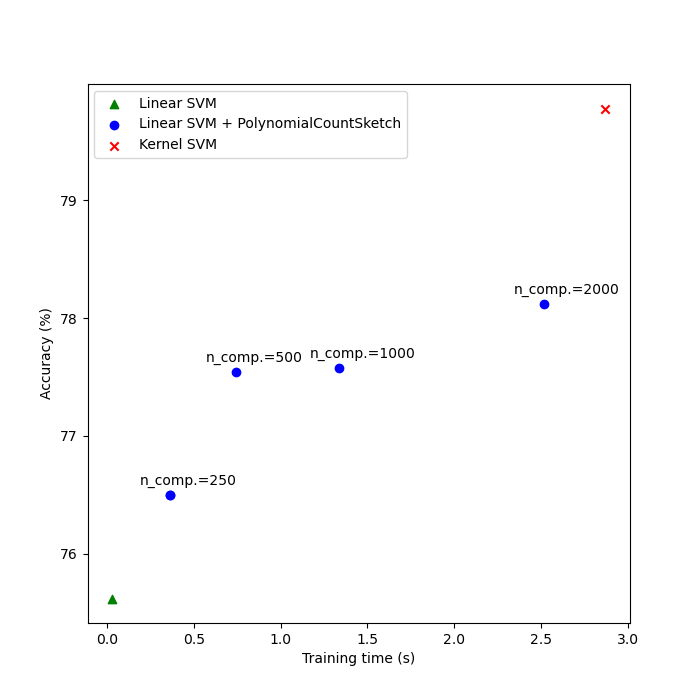 Linear SVM
Linear SVM + PolynomialCountSketch
Kernel SVM
79
78
77
76
Accuracy (%)
n_comp.=2000
n_comp.=500
n_comp.=1000
n_comp.=250
0.0
0.5
1.0
1.5
2.0
2.5
3.0
Training time (s)